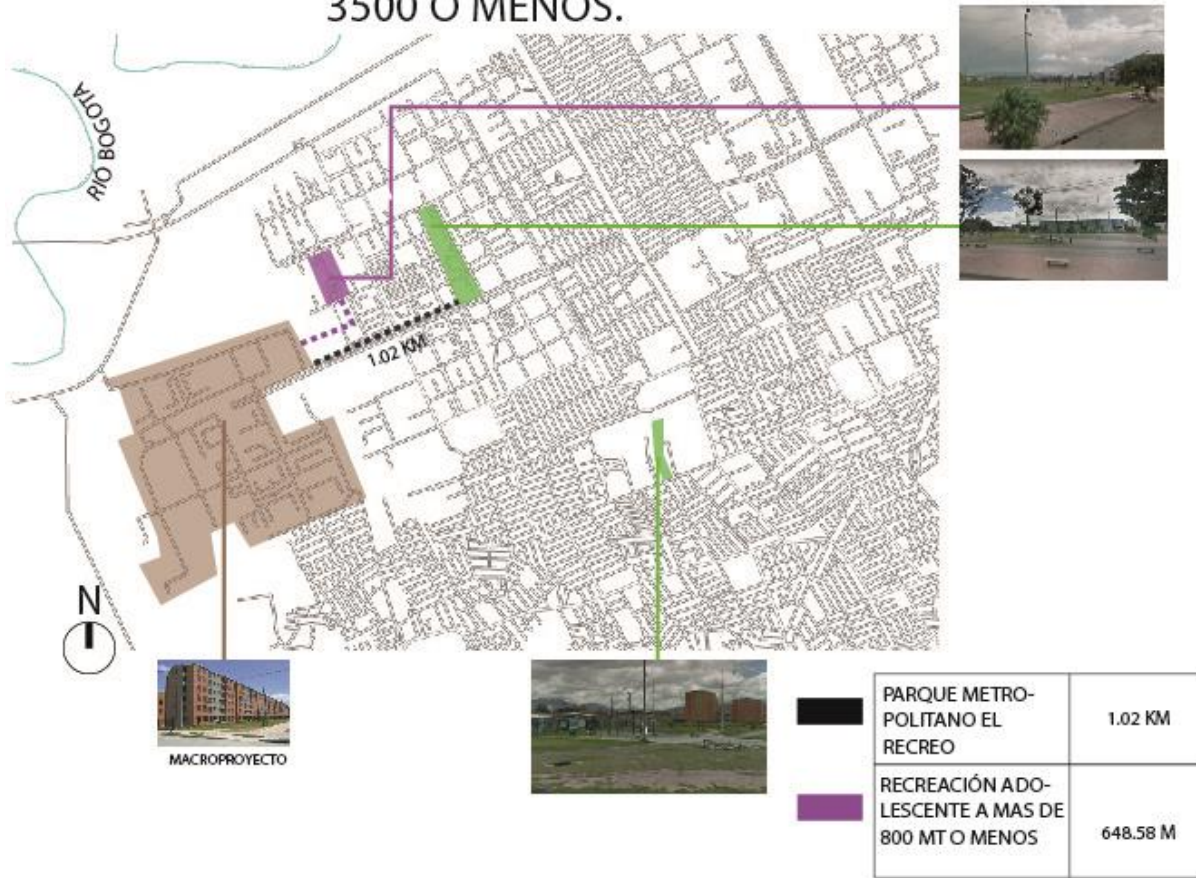 3500 O MENOS.
RÍO BOGOTA
1.02 KM
N
MACROPROYECTO
PARQUE METRO-
POLITANO EL
RECREO
1.02 KM
RECREACIÓN ADO-
LESCENTE A MAS DE
800 MT O MENOS
648.58 M